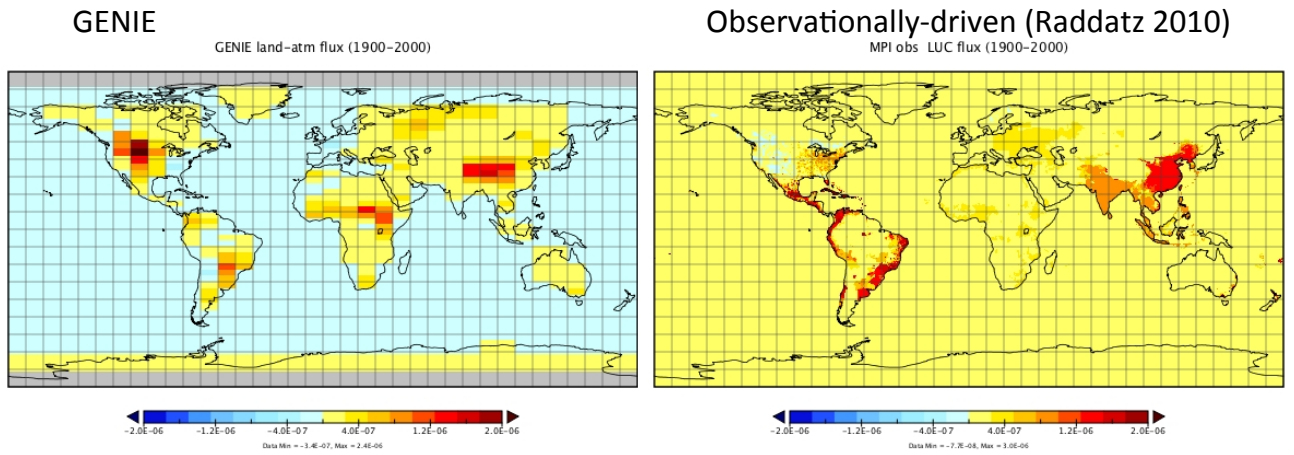 GENIE
GENIE land-atm flux (1900-2000)
-2.0E-06 -1.2E-06 -4.0E-07 4.0E-07 1.2E-06 2.0E-06
Data Min = -3.4E-07, Max = 2.4E-06
Observationally-driven (Raddatz 2010)
MPI obs LUC flux (1900-2000)
-2.0E-06 -1.2E-06 -4.0E-07 4.0E-07 1.2E-06 2.0E-06
Data Min = -7.7E-08, Max = 3.0E-06